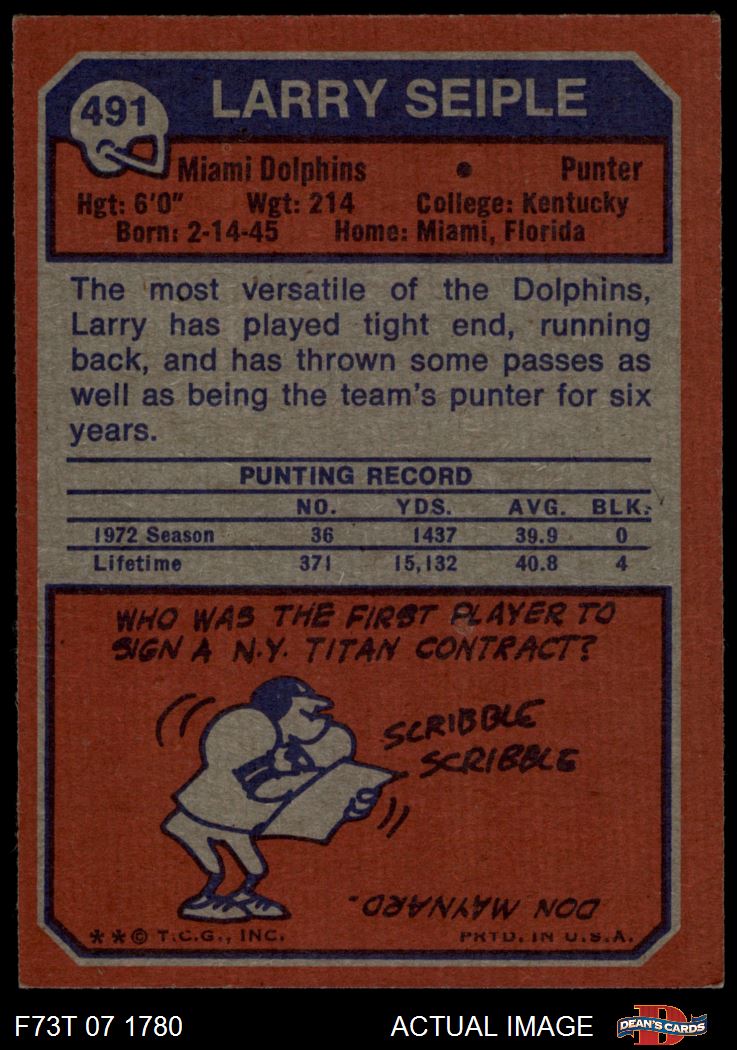 491
LARRY SEIPLE
Miami Dolphins • Punter
Hgt: 6'0" Wgt: 214 College: Kentucky
Born: 2-14-45 Home: Miami, Florida
The most versatile of the Dolphins,
Larry has played tight end, running
back, and has thrown some passes as
well as being the team's punter for six
years.
PUNTING RECORD
NO. YDS. AVG. BLK.
1972 Season 36 1437 39.9 0
Lifetime 371 15,132 40.8 4
WHO WAS THE FIRST PLAYER TO
SIGN A N.Y. TITAN CONTRACT?
SCRIBBLE
SCRIBBLE
DON MAYNARD.
**© T.C.G., INC. PRTD. IN U.S.A.
F73T 07 1780 ACTUAL IMAGE
D
DEAN'S CARDS